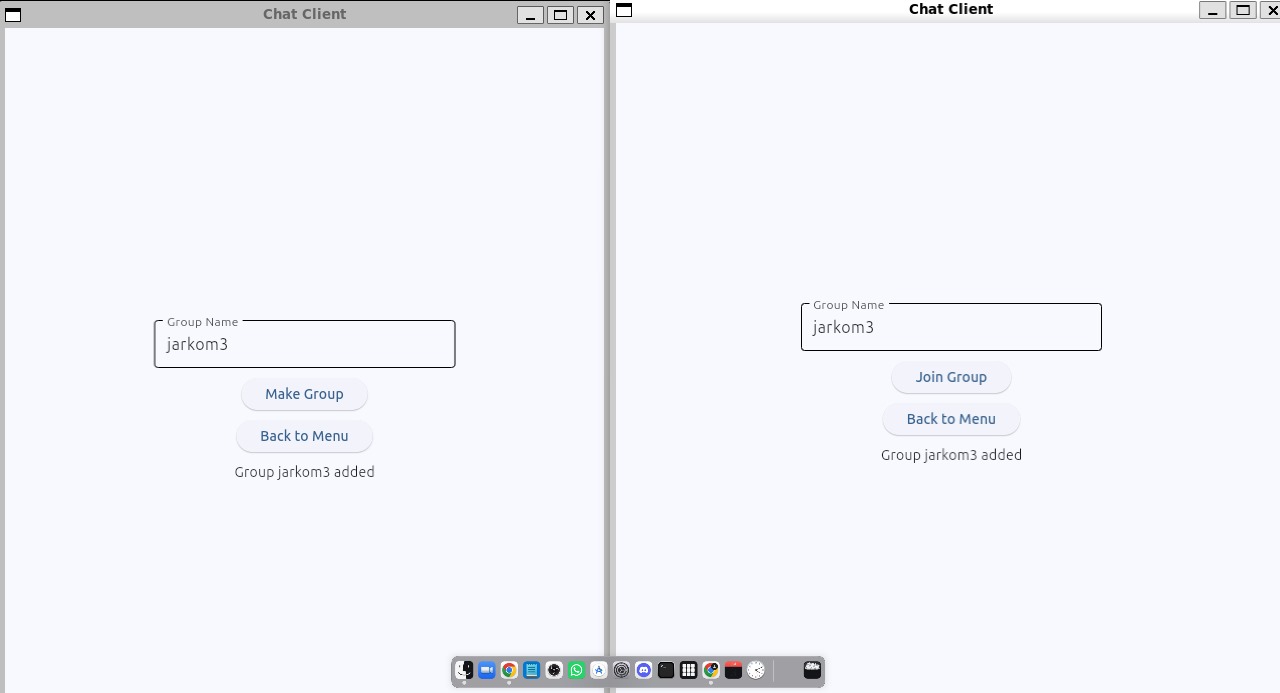 Chat Client
Group Name
jarkom3
Make Group
Back to Menu
Group jarkom3 added
Chat Client
Group Name
jarkom3
Join Group
Back to Menu
Group jarkom3 added